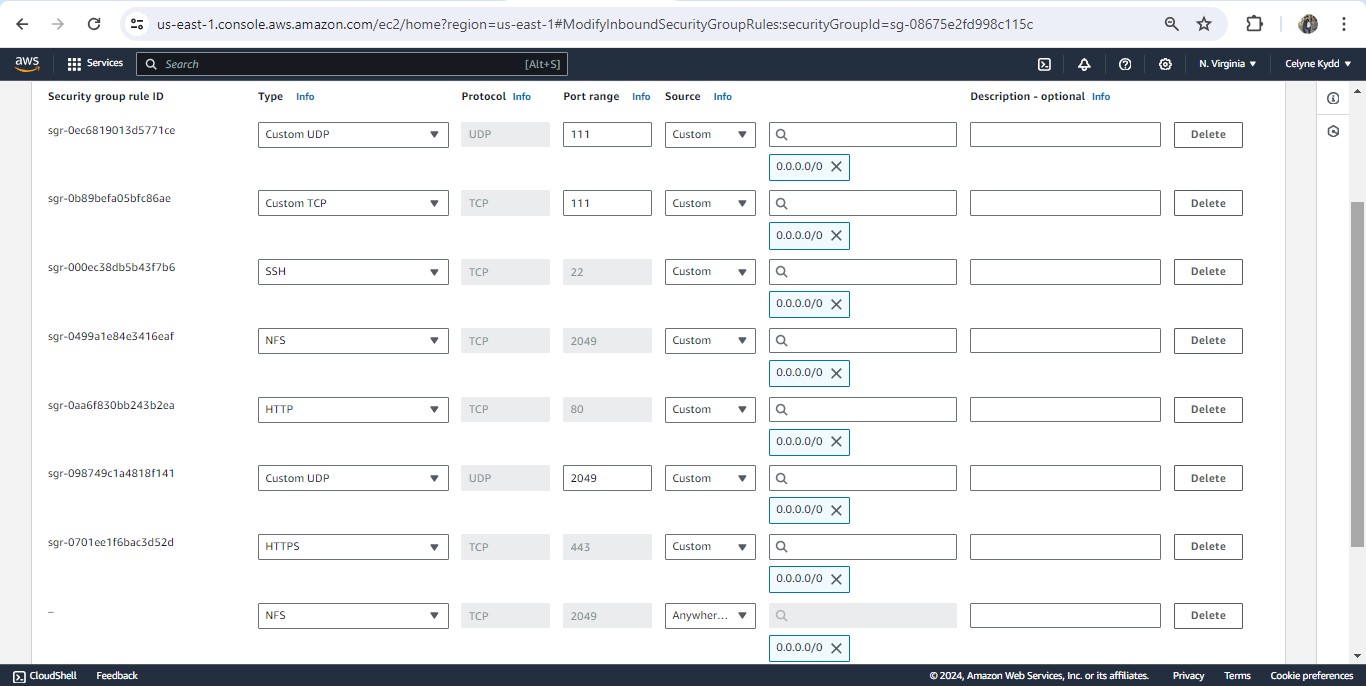 us-east-1.console.aws.amazon.com/ec2/home?region=us-east-1#ModifyInboundSecurityGroupRules:securityGroupId=sg-08675e2fd998c115c
aws Services Search [Alt+S] N. Virginia Celyne Kydd
Security group rule ID Type Info Protocol Info Port range Info Source Info Description - optional Info
sgr-0ec6819013d5771ce Custom UDP UDP 111 Custom Delete
0.0.0.0/0
sgr-0b89befa05bfc86ae Custom TCP TCP 111 Custom Delete
0.0.0.0/0
sgr-000ec38db5b43f7b6 SSH TCP 22 Custom Delete
0.0.0.0/0
sgr-0499a1e84e3416eaf NFS TCP 2049 Custom Delete
0.0.0.0/0
sgr-0aa6f830bb243b2ea HTTP TCP 80 Custom Delete
0.0.0.0/0
sgr-098749c1a4818f141 Custom UDP UDP 2049 Custom Delete
0.0.0.0/0
sgr-0701ee1f6bac3d52d HTTPS TCP 443 Custom Delete
0.0.0.0/0
– NFS TCP 2049 Anywher... Delete
0.0.0.0/0
CloudShell Feedback © 2024, Amazon Web Services, Inc. or its affiliates. Privacy Terms Cookie preferences